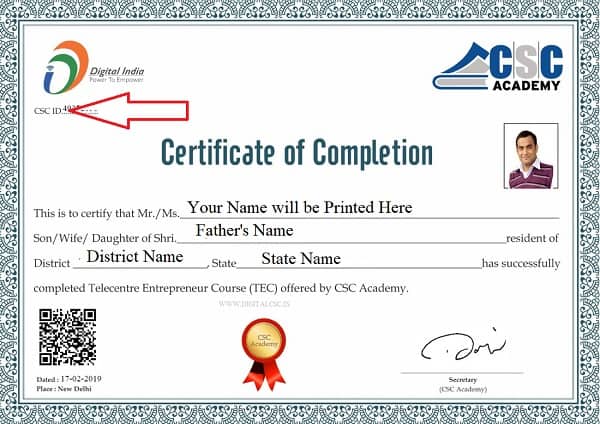 Digital India
Power To Empower
CSC
ACADEMY
CSC ID
Certificate of Completion
This is to certify that Mr./Ms. Your Name will be Printed Here
Son/Wife/ Daughter of Shri. Father's Name resident of
District District Name, State State Name has successfully
completed Telecentre Entrepreneur Course (TEC) offered by CSC Academy.
WWW.DIGITALCSC.IN
CSC
Academy
Dated : 17-02-2019
Place : New Delhi
Secretary
(CSC Academy)